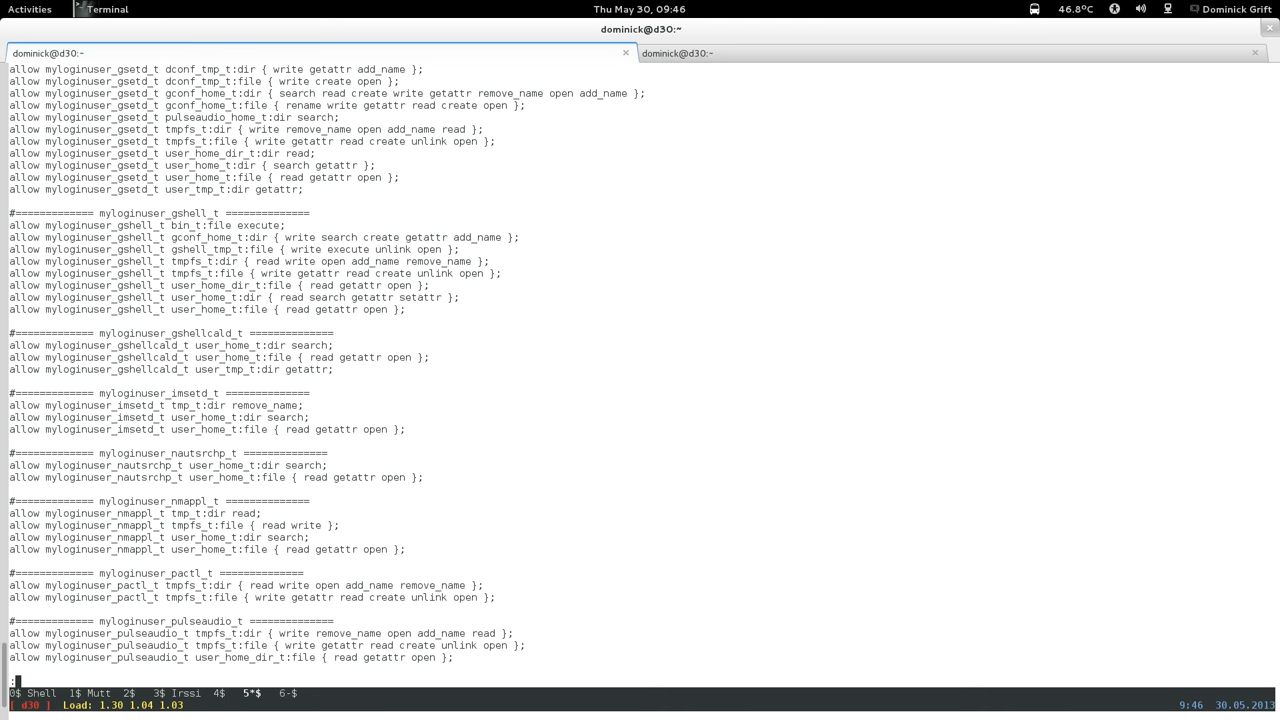 Activities Terminal Thu May 30, 09:46 46.8°C Dominick Grift
dominick@d30:~
dominick@d30:~ dominick@d30:~
allow myloginuser_gsetd_t dconf_tmp_t:dir { write getattr add_name };
allow myloginuser_gsetd_t dconf_tmp_t:file { write create open };
allow myloginuser_gsetd_t gconf_home_t:dir { search read create write getattr remove_name open add_name };
allow myloginuser_gsetd_t gconf_home_t:file { rename write getattr read create open };
allow myloginuser_gsetd_t pulseaudio_home_t:dir search;
allow myloginuser_gsetd_t tmpfs_t:dir { write remove_name open add_name read };
allow myloginuser_gsetd_t tmpfs_t:file { write getattr read create unlink open };
allow myloginuser_gsetd_t user_home_dir_t:dir read;
allow myloginuser_gsetd_t user_home_t:dir { search getattr };
allow myloginuser_gsetd_t user_home_t:file { read getattr open };
allow myloginuser_gsetd_t user_tmp_t:dir getattr;
#============= myloginuser_gshell_t ==============
allow myloginuser_gshell_t bin_t:file execute;
allow myloginuser_gshell_t gconf_home_t:dir { write search create getattr add_name };
allow myloginuser_gshell_t gshell_tmp_t:file { write execute unlink open };
allow myloginuser_gshell_t tmpfs_t:dir { read write open add_name remove_name };
allow myloginuser_gshell_t tmpfs_t:file { write getattr read create unlink open };
allow myloginuser_gshell_t user_home_dir_t:file { read getattr open };
allow myloginuser_gshell_t user_home_t:dir { read search getattr setattr };
allow myloginuser_gshell_t user_home_t:file { read getattr open };
#============= myloginuser_gshellcald_t ==============
allow myloginuser_gshellcald_t user_home_t:dir search;
allow myloginuser_gshellcald_t user_home_t:file { read getattr open };
allow myloginuser_gshellcald_t user_tmp_t:dir getattr;
#============= myloginuser_imsetd_t ==============
allow myloginuser_imsetd_t tmp_t:dir remove_name;
allow myloginuser_imsetd_t user_home_t:dir search;
allow myloginuser_imsetd_t user_home_t:file { read getattr open };
#============= myloginuser_nautsrchp_t ==============
allow myloginuser_nautsrchp_t user_home_t:dir search;
allow myloginuser_nautsrchp_t user_home_t:file { read getattr open };
#============= myloginuser_nmappl_t ==============
allow myloginuser_nmappl_t tmp_t:dir read;
allow myloginuser_nmappl_t tmpfs_t:file { read write };
allow myloginuser_nmappl_t user_home_t:dir search;
allow myloginuser_nmappl_t user_home_t:file { read getattr open };
#============= myloginuser_pactl_t ==============
allow myloginuser_pactl_t tmpfs_t:dir { read write open add_name remove_name };
allow myloginuser_pactl_t tmpfs_t:file { write getattr read create unlink open };
#============= myloginuser_pulseaudio_t ==============
allow myloginuser_pulseaudio_t tmpfs_t:dir { write remove_name open add_name read };
allow myloginuser_pulseaudio_t tmpfs_t:file { write getattr read create unlink open };
allow myloginuser_pulseaudio_t user_home_dir_t:file { read getattr open };
:
0$ Shell 1$ Mutt 2$ 3$ Irssi 4$ 5*$ 6-$
[ d30 ] Load: 1.30 1.04 1.03 9:46 30.05.2013